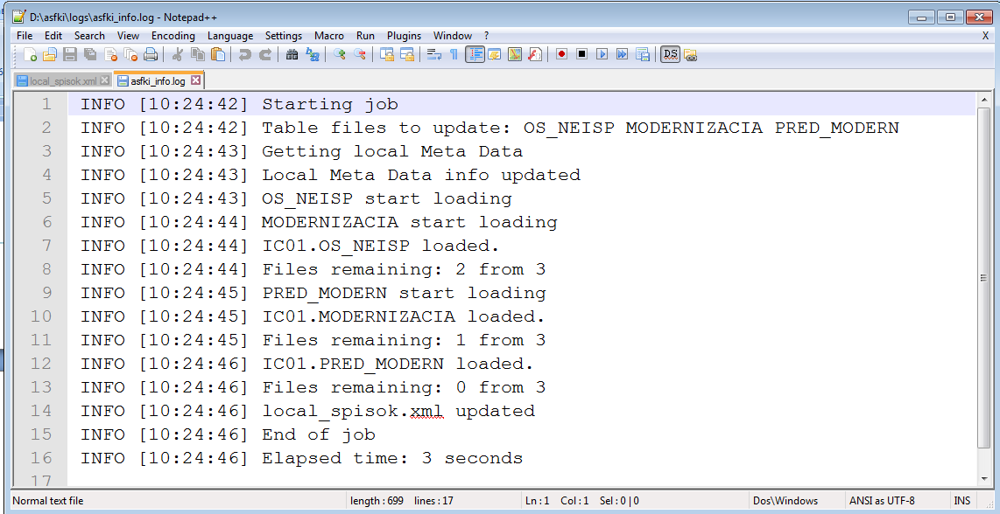 D:\asfki\logs\asfki_info.log - Notepad++
File Edit Search View Encoding Language Settings Macro Run Plugins Window ? X
DS
local_spisok.xml asfki_info.log
1 INFO [10:24:42] Starting job
2 INFO [10:24:42] Table files to update: OS_NEISP MODERNIZACIA PRED_MODERN
3 INFO [10:24:43] Getting local Meta Data
4 INFO [10:24:43] Local Meta Data info updated
5 INFO [10:24:43] OS_NEISP start loading
6 INFO [10:24:44] MODERNIZACIA start loading
7 INFO [10:24:44] IC01.OS_NEISP loaded.
8 INFO [10:24:44] Files remaining: 2 from 3
9 INFO [10:24:45] PRED_MODERN start loading
10 INFO [10:24:45] IC01.MODERNIZACIA loaded.
11 INFO [10:24:45] Files remaining: 1 from 3
12 INFO [10:24:46] IC01.PRED_MODERN loaded.
13 INFO [10:24:46] Files remaining: 0 from 3
14 INFO [10:24:46] local_spisok.xml updated
15 INFO [10:24:46] End of job
16 INFO [10:24:46] Elapsed time: 3 seconds
17
Normal text file length : 699 lines : 17 Ln : 1 Col : 1 Sel : 0 | 0 Dos\Windows ANSI as UTF-8 INS